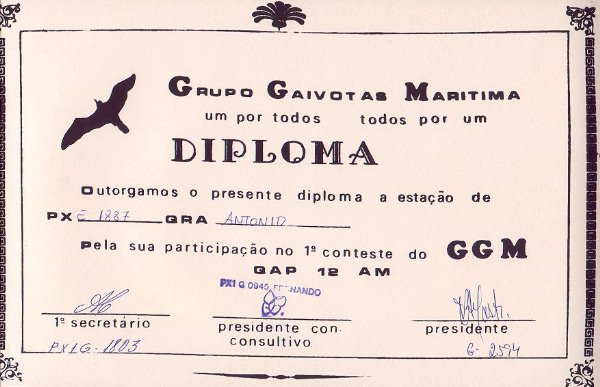 GRUPO GAIVOTAS MARITIMA
um por todos todos por um
DIPLOMA
Outorgamos o presente diploma a estação de
PX E 1887 QRA ANTONIO
Pela sua participação no 1º conteste do GGM
QAP 12 AM
PX1 G 0945 FERNANDO
1º secretário
presidente con
consultivo
presidente
PX1G-1803
G-2594